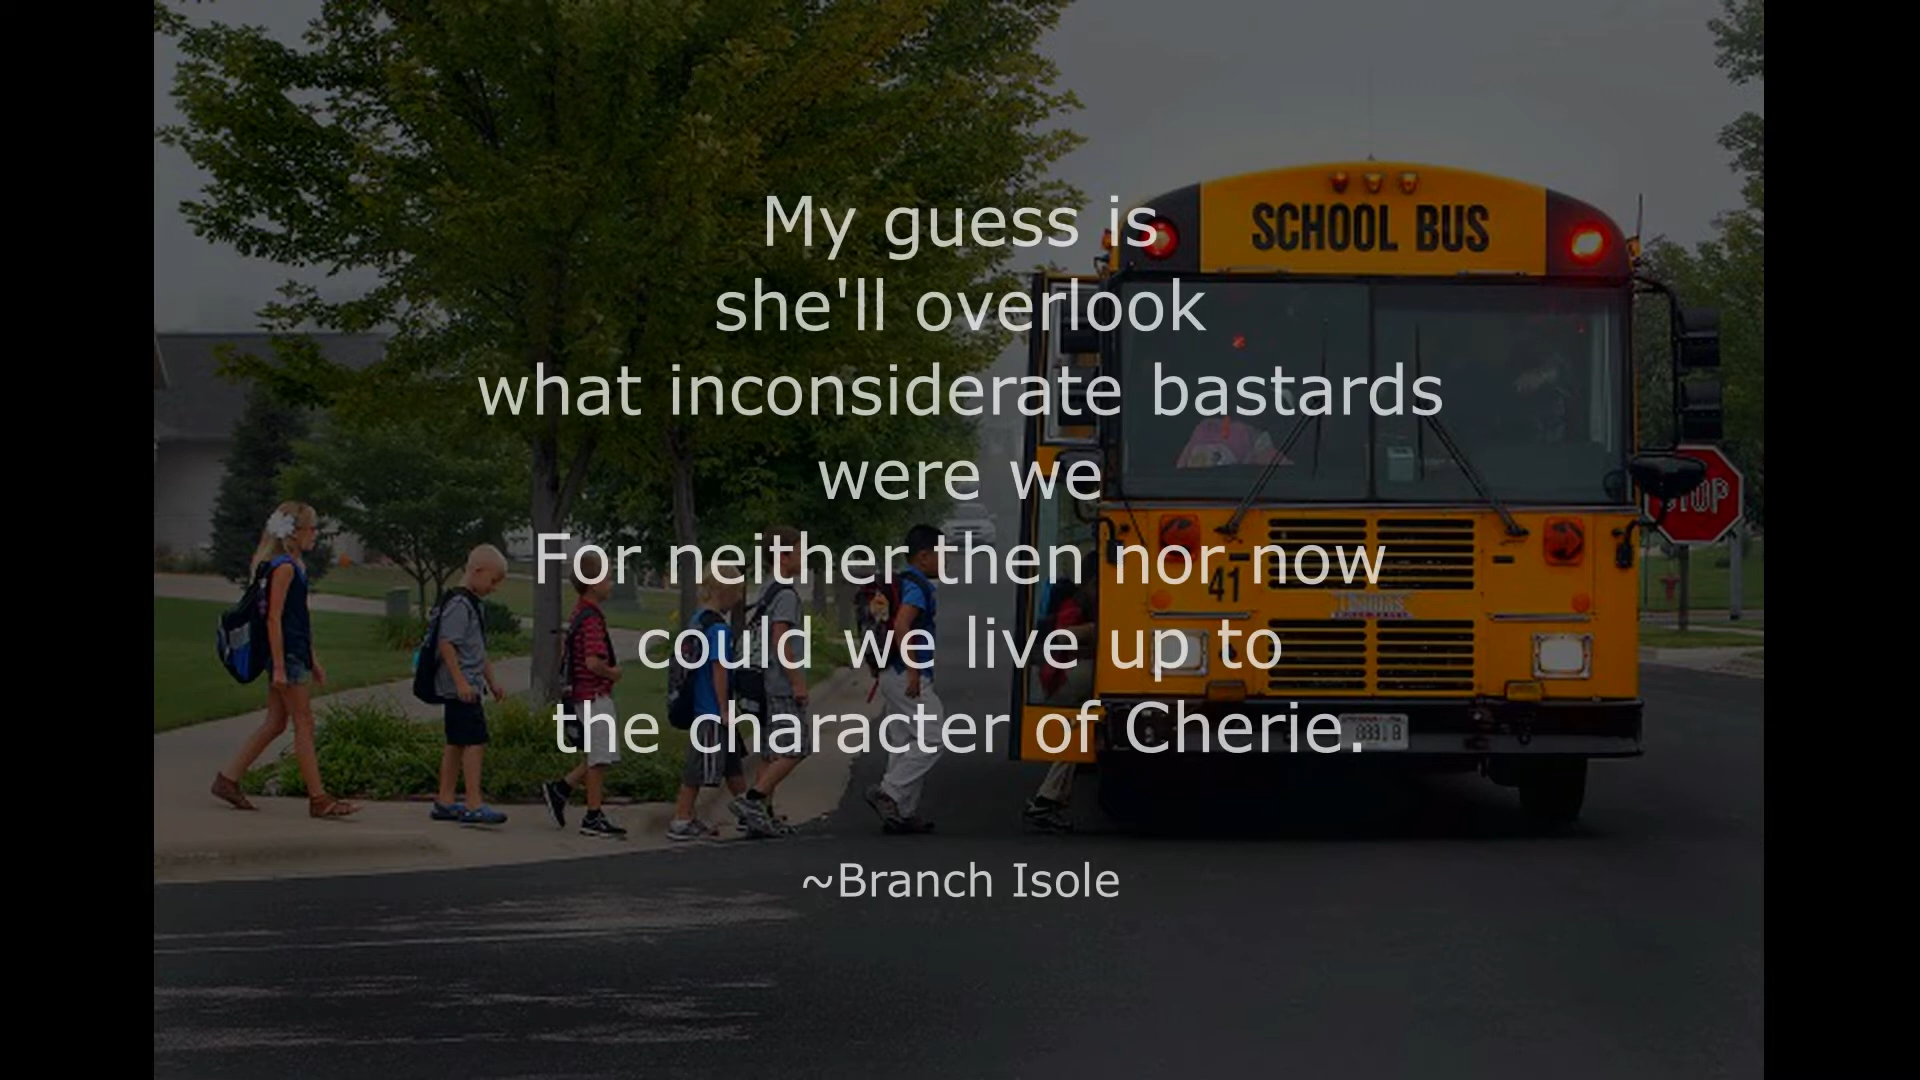 My guess is
she'll overlook
what inconsiderate bastards
were we
For neither then nor now
could we live up to
the character of Cherie.
~Branch Isole
SCHOOL BUS
STOP
41